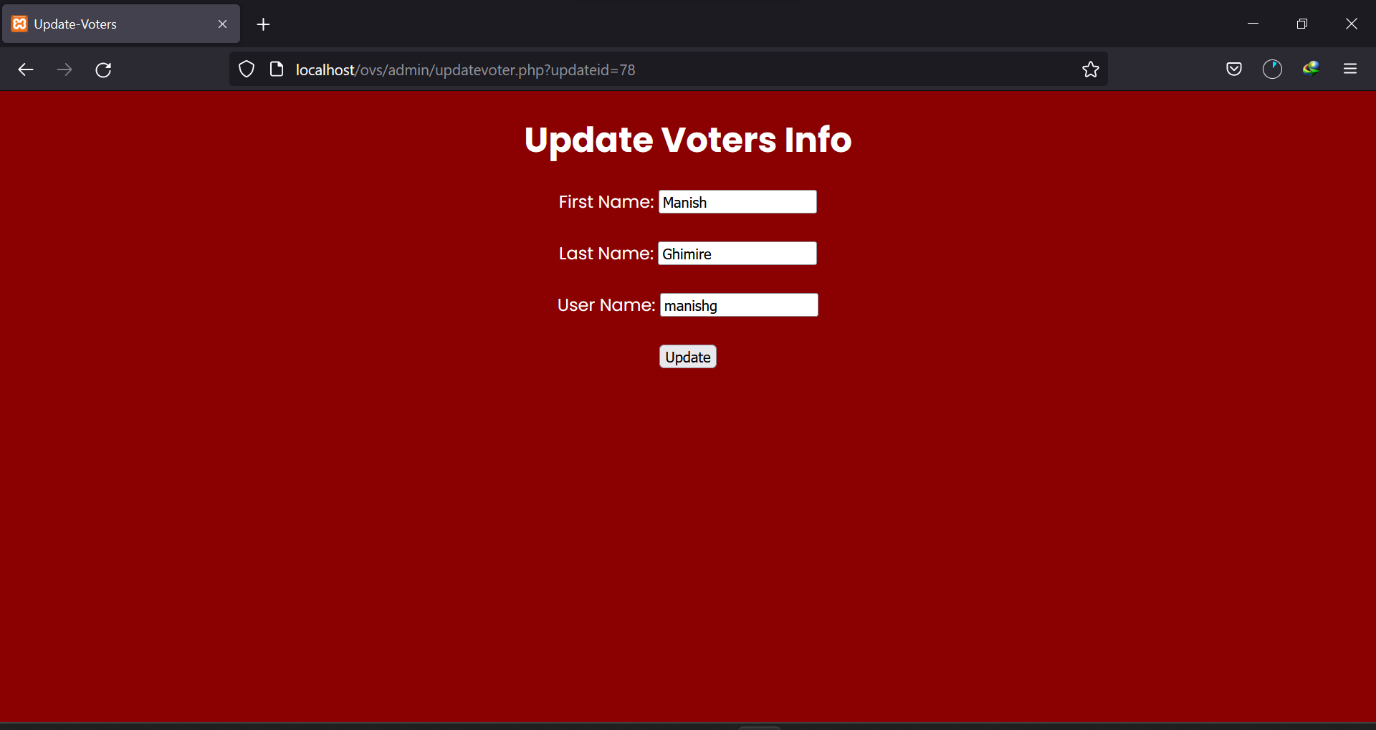 Update-Voters
localhost/ovs/admin/updatevoter.php?updateid=78
Update Voters Info
First Name: Manish
Last Name: Ghimire
User Name: manishg
Update